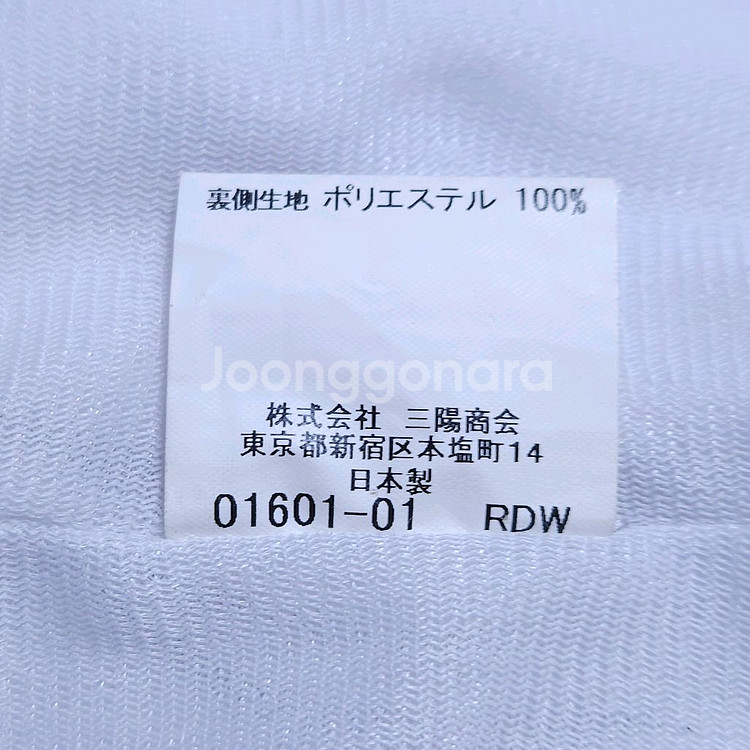 裏側生地 ポリエステル 100%
Joonggonara
株式会社 三陽商会
東京都新宿区本塩町14
日本製
01601-01 RDW